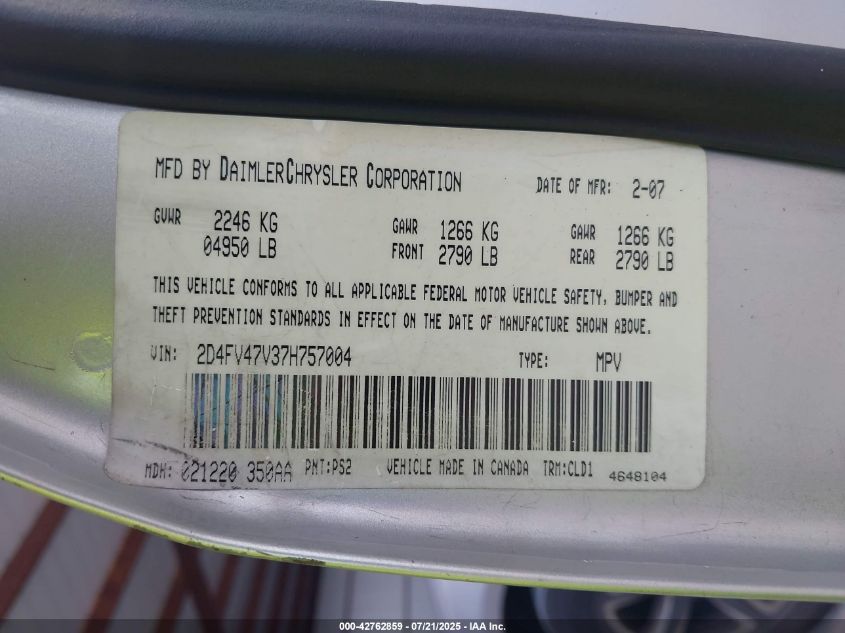 MFD BY DAIMLERCHRYSLER CORPORATION DATE OF MFR: 2-07
GVWR 2246 KG GAWR 1266 KG GAWR 1266 KG
04950 LB FRONT 2790 LB REAR 2790 LB
THIS VEHICLE CONFORMS TO ALL APPLICABLE FEDERAL MOTOR VEHICLE SAFETY, BUMPER AND
THEFT PREVENTION STANDARDS IN EFFECT ON THE DATE OF MANUFACTURE SHOWN ABOVE.
VIN: 2D4FV47V37H757004 TYPE: MPV
MDH: 021220 350AA PNT:PS2 VEHICLE MADE IN CANADA TRM:CLD1 4648104
000-42762859 - 07/21/2025 - IAA Inc.